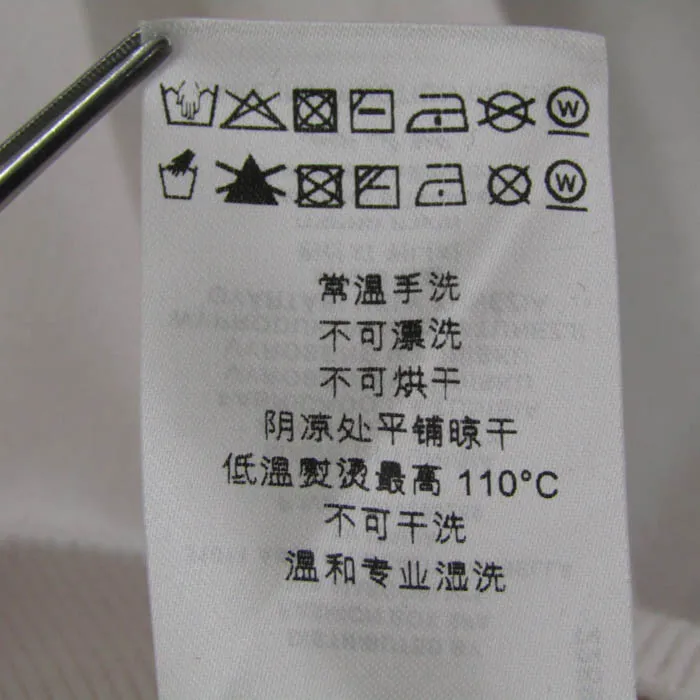 W
W
常温手洗
不可漂洗
不可烘干
阴凉处平铺晾干
低温熨烫最高 110°C
不可干洗
温和专业湿洗